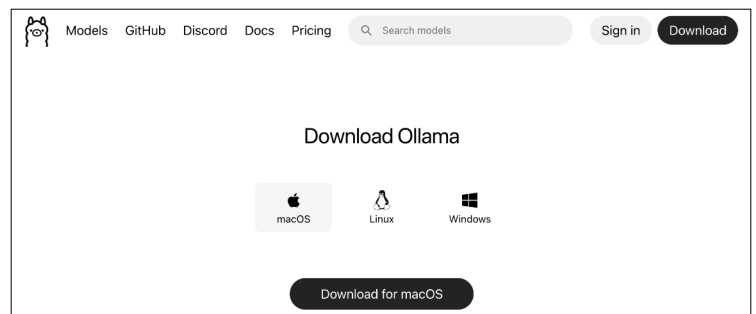 Models GitHub Discord Docs Pricing Search models Sign in Download
Download Ollama
macOS Linux Windows
Download for macOS